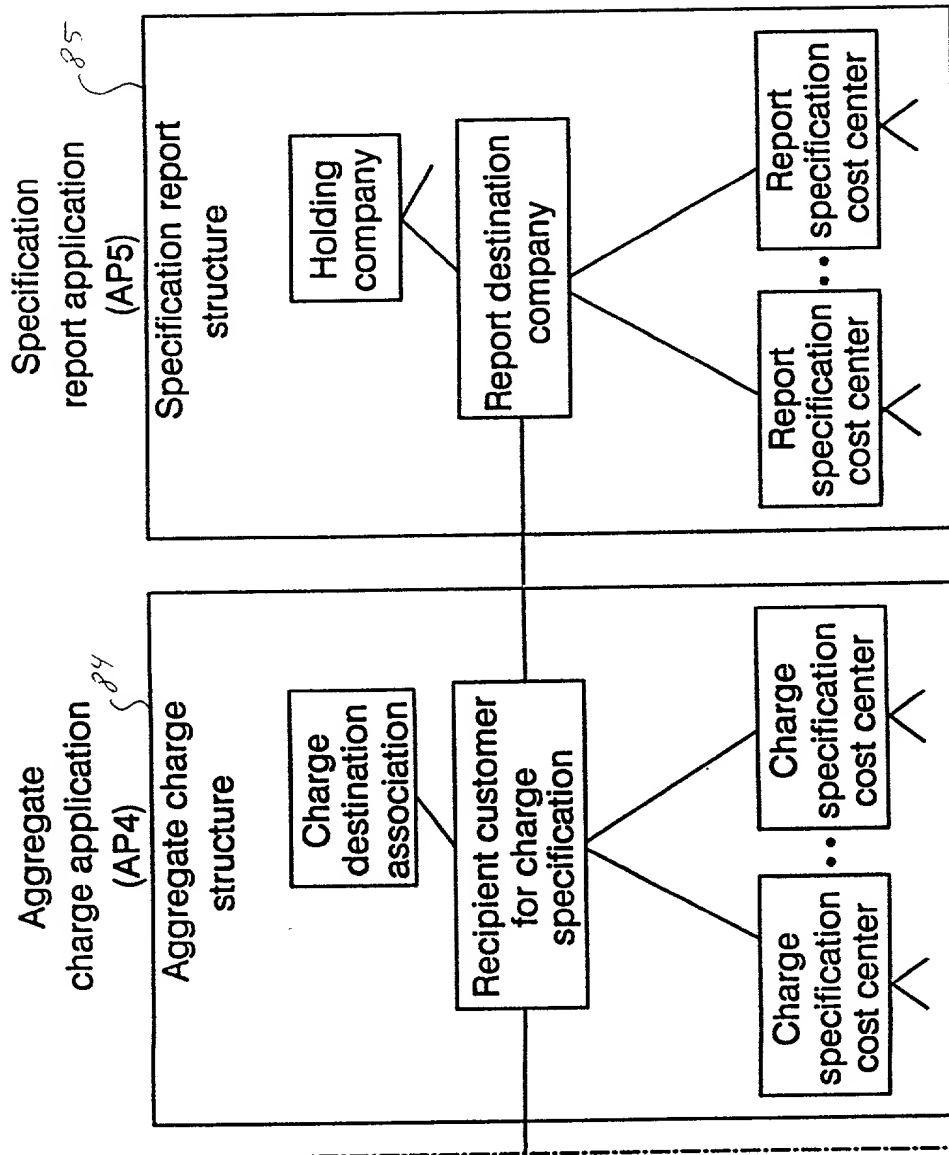 Aggregate
charge application
(AP4)
84
Aggregate charge
structure
Charge
destination
association
Recipient customer
for charge
specification
Charge
specification
cost center
Charge
specification
cost center
Specification
report application
(AP5)
85
Specification report
structure
Holding
company
Report destination
company
Report
specification
cost center
Report
specification
cost center